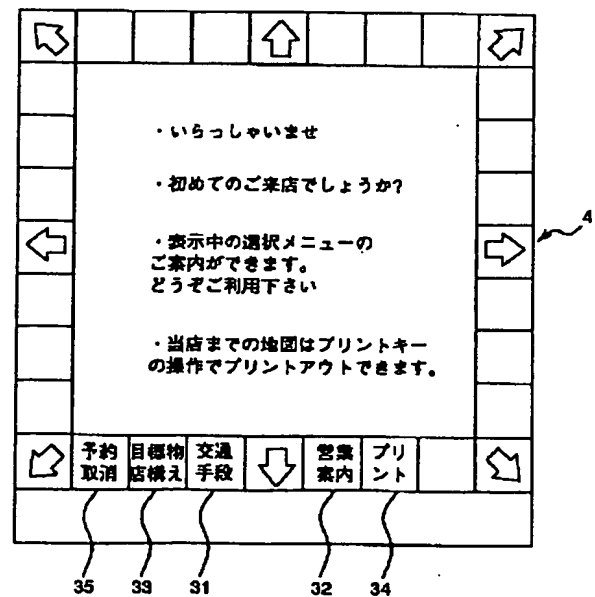 ・いらっしゃいませ
・初めてのご来店でしょうか?
・表示中の選択メニューの
ご案内ができます。
どうぞご利用下さい
・当店までの地図はプリントキー
の操作でプリントアウトできます。
4
予約
取消
目標物
店構え
交通
手段
営業
案内
プリ
ント
35
33
31
32
34